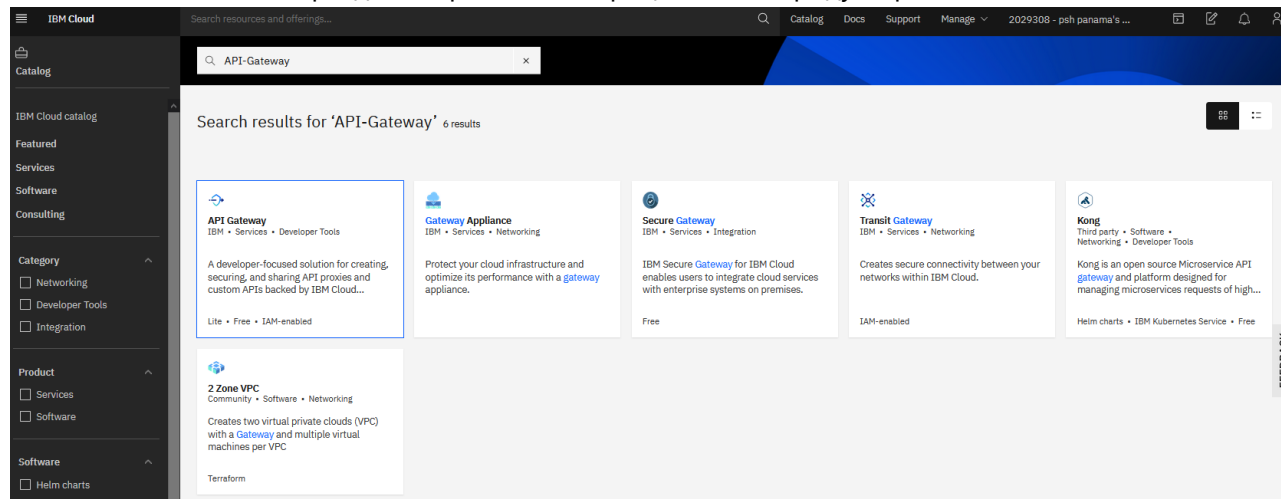 IBM Cloud
Search resources and offerings...
Catalog
Docs
Support
Manage
2029308 - psh panama's ...
Catalog
API-Gateway
IBM Cloud catalog
Featured
Services
Software
Consulting
Category
Networking
Developer Tools
Integration
Product
Services
Software
Software
Helm charts
Search results for ‘API-Gateway’ 6 results
API Gateway
IBM • Services • Developer Tools
A developer-focused solution for creating,
securing, and sharing API proxies and
custom APIs backed by IBM Cloud...
Lite • Free • IAM-enabled
Gateway Appliance
IBM • Services • Networking
Protect your cloud infrastructure and
optimize its performance with a gateway
appliance.
Secure Gateway
IBM • Services • Integration
IBM Secure Gateway for IBM Cloud
enables users to integrate cloud services
with enterprise systems on premises.
Free
Transit Gateway
IBM • Services • Networking
Creates secure connectivity between your
networks within IBM Cloud.
IAM-enabled
Kong
Third party • Software •
Networking • Developer Tools
Kong is an open source Microservice API
gateway and platform designed for
managing microservices requests of high...
Helm charts • IBM Kubernetes Service • Free
2 Zone VPC
Community • Software • Networking
Creates two virtual private clouds (VPC)
with a Gateway and multiple virtual
machines per VPC
Terraform